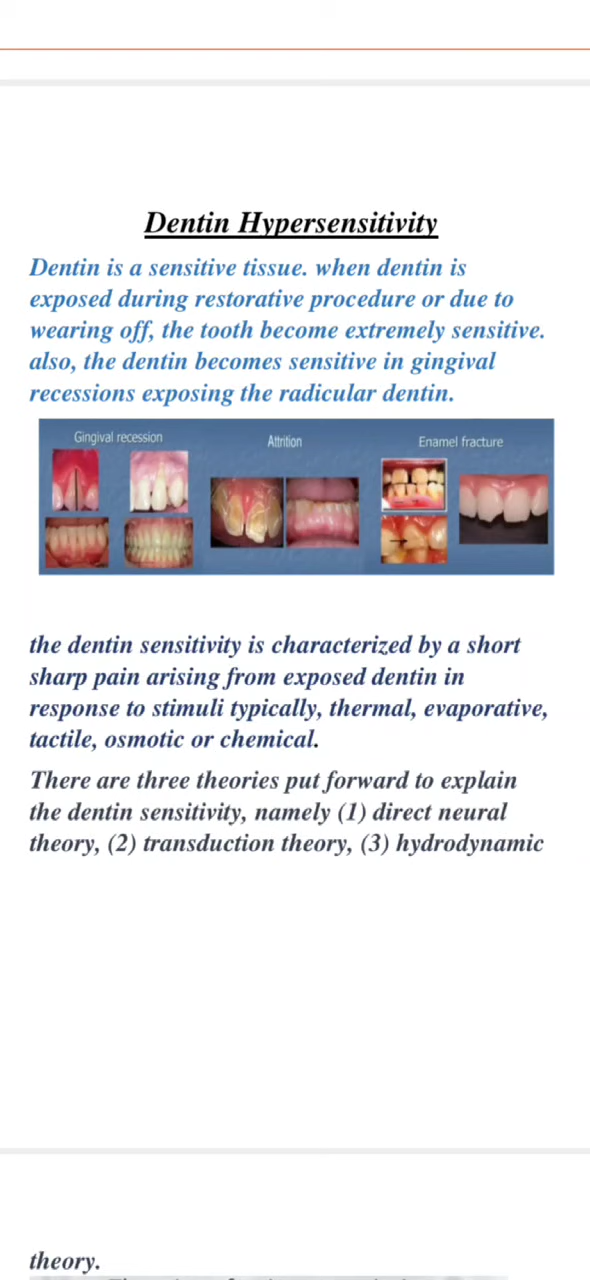 Dentin Hypersensitivity
Dentin is a sensitive tissue. when dentin is
exposed during restorative procedure or due to
wearing off, the tooth become extremely sensitive.
also, the dentin becomes sensitive in gingival
recessions exposing the radicular dentin.
Gingival recession
Attrition
Enamel fracture
the dentin sensitivity is characterized by a short
sharp pain arising from exposed dentin in
response to stimuli typically, thermal, evaporative,
tactile, osmotic or chemical.
There are three theories put forward to explain
the dentin sensitivity, namely (1) direct neural
theory, (2) transduction theory, (3) hydrodynamic
theory.